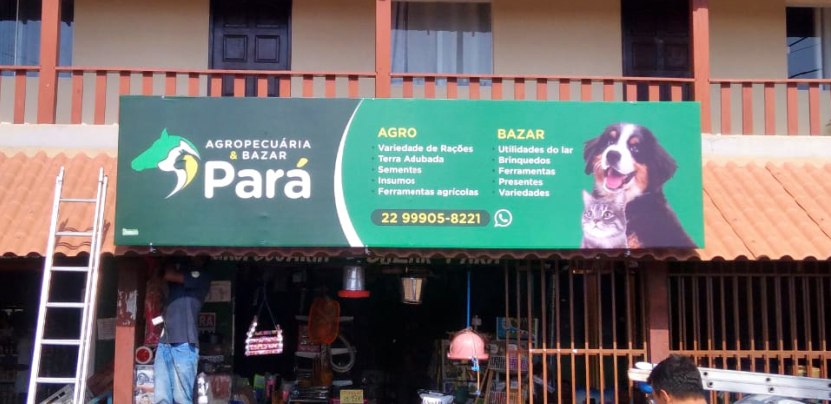 AGROPECUÁRIA
& BAZAR
Pará
AGRO
• Variedade de Rações
• Terra Adubada
• Sementes
• Insumos
• Ferramentas agrícolas
BAZAR
• Utilidades do lar
• Brinquedos
• Ferramentas
• Presentes
• Variedades
22 99905-8221